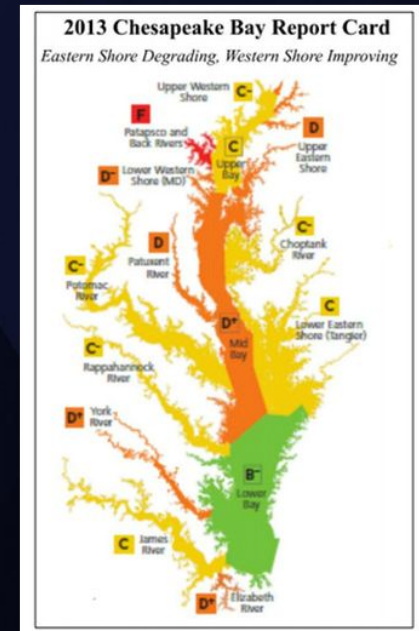 2013 Chesapeake Bay Report Card
Eastern Shore Degrading, Western Shore Improving
Upper Western
Shore
C-
F
Patapsco and
Back Rivers
C
Upper
Bay
D
Upper
Eastern
Shore
D-
Lower Western
Shore (MD)
C-
Choptank
River
D
Patuxent
River
C-
Potomac
River
C
Lower Eastern
Shore (Tangier)
D+
Mid
Bay
C-
Rappahannock
River
D+
York
River
B-
Lower
Bay
C
James
River
D+
Elizabeth
River